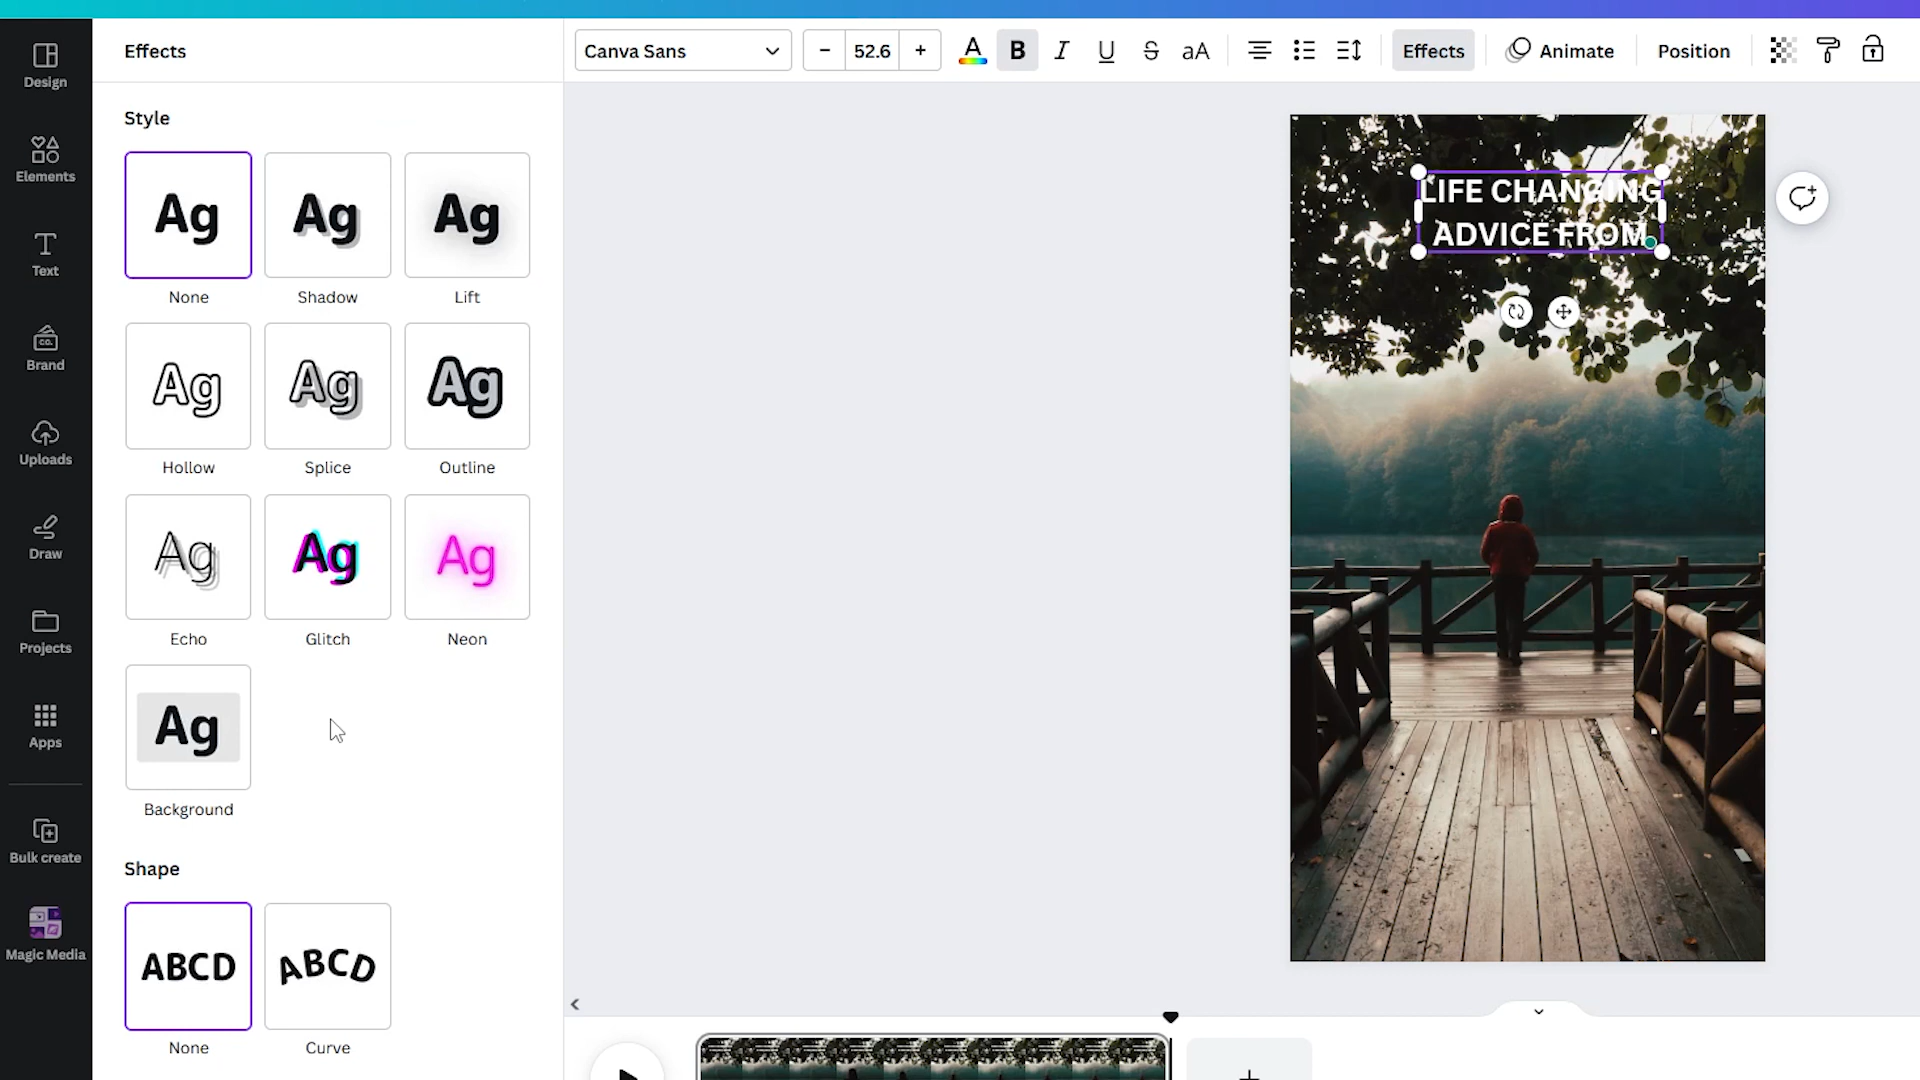 Design
Elements
Text
Brand
CO.
Uploads
Draw
Projects
Apps
Bulk create
Magic Media
Effects
Style
Ag
Ag
Ag
None
Shadow
Lift
Ag
Ag
Ag
Hollow
Splice
Outline
Ag
Ag
Ag
Echo
Glitch
Neon
Ag
Background
Shape
ABCD
ABCD
None
Curve
Canva Sans
− 52.6 +
A B I U S aA
Effects
Animate
Position
LIFE CHANGING
ADVICE FROM